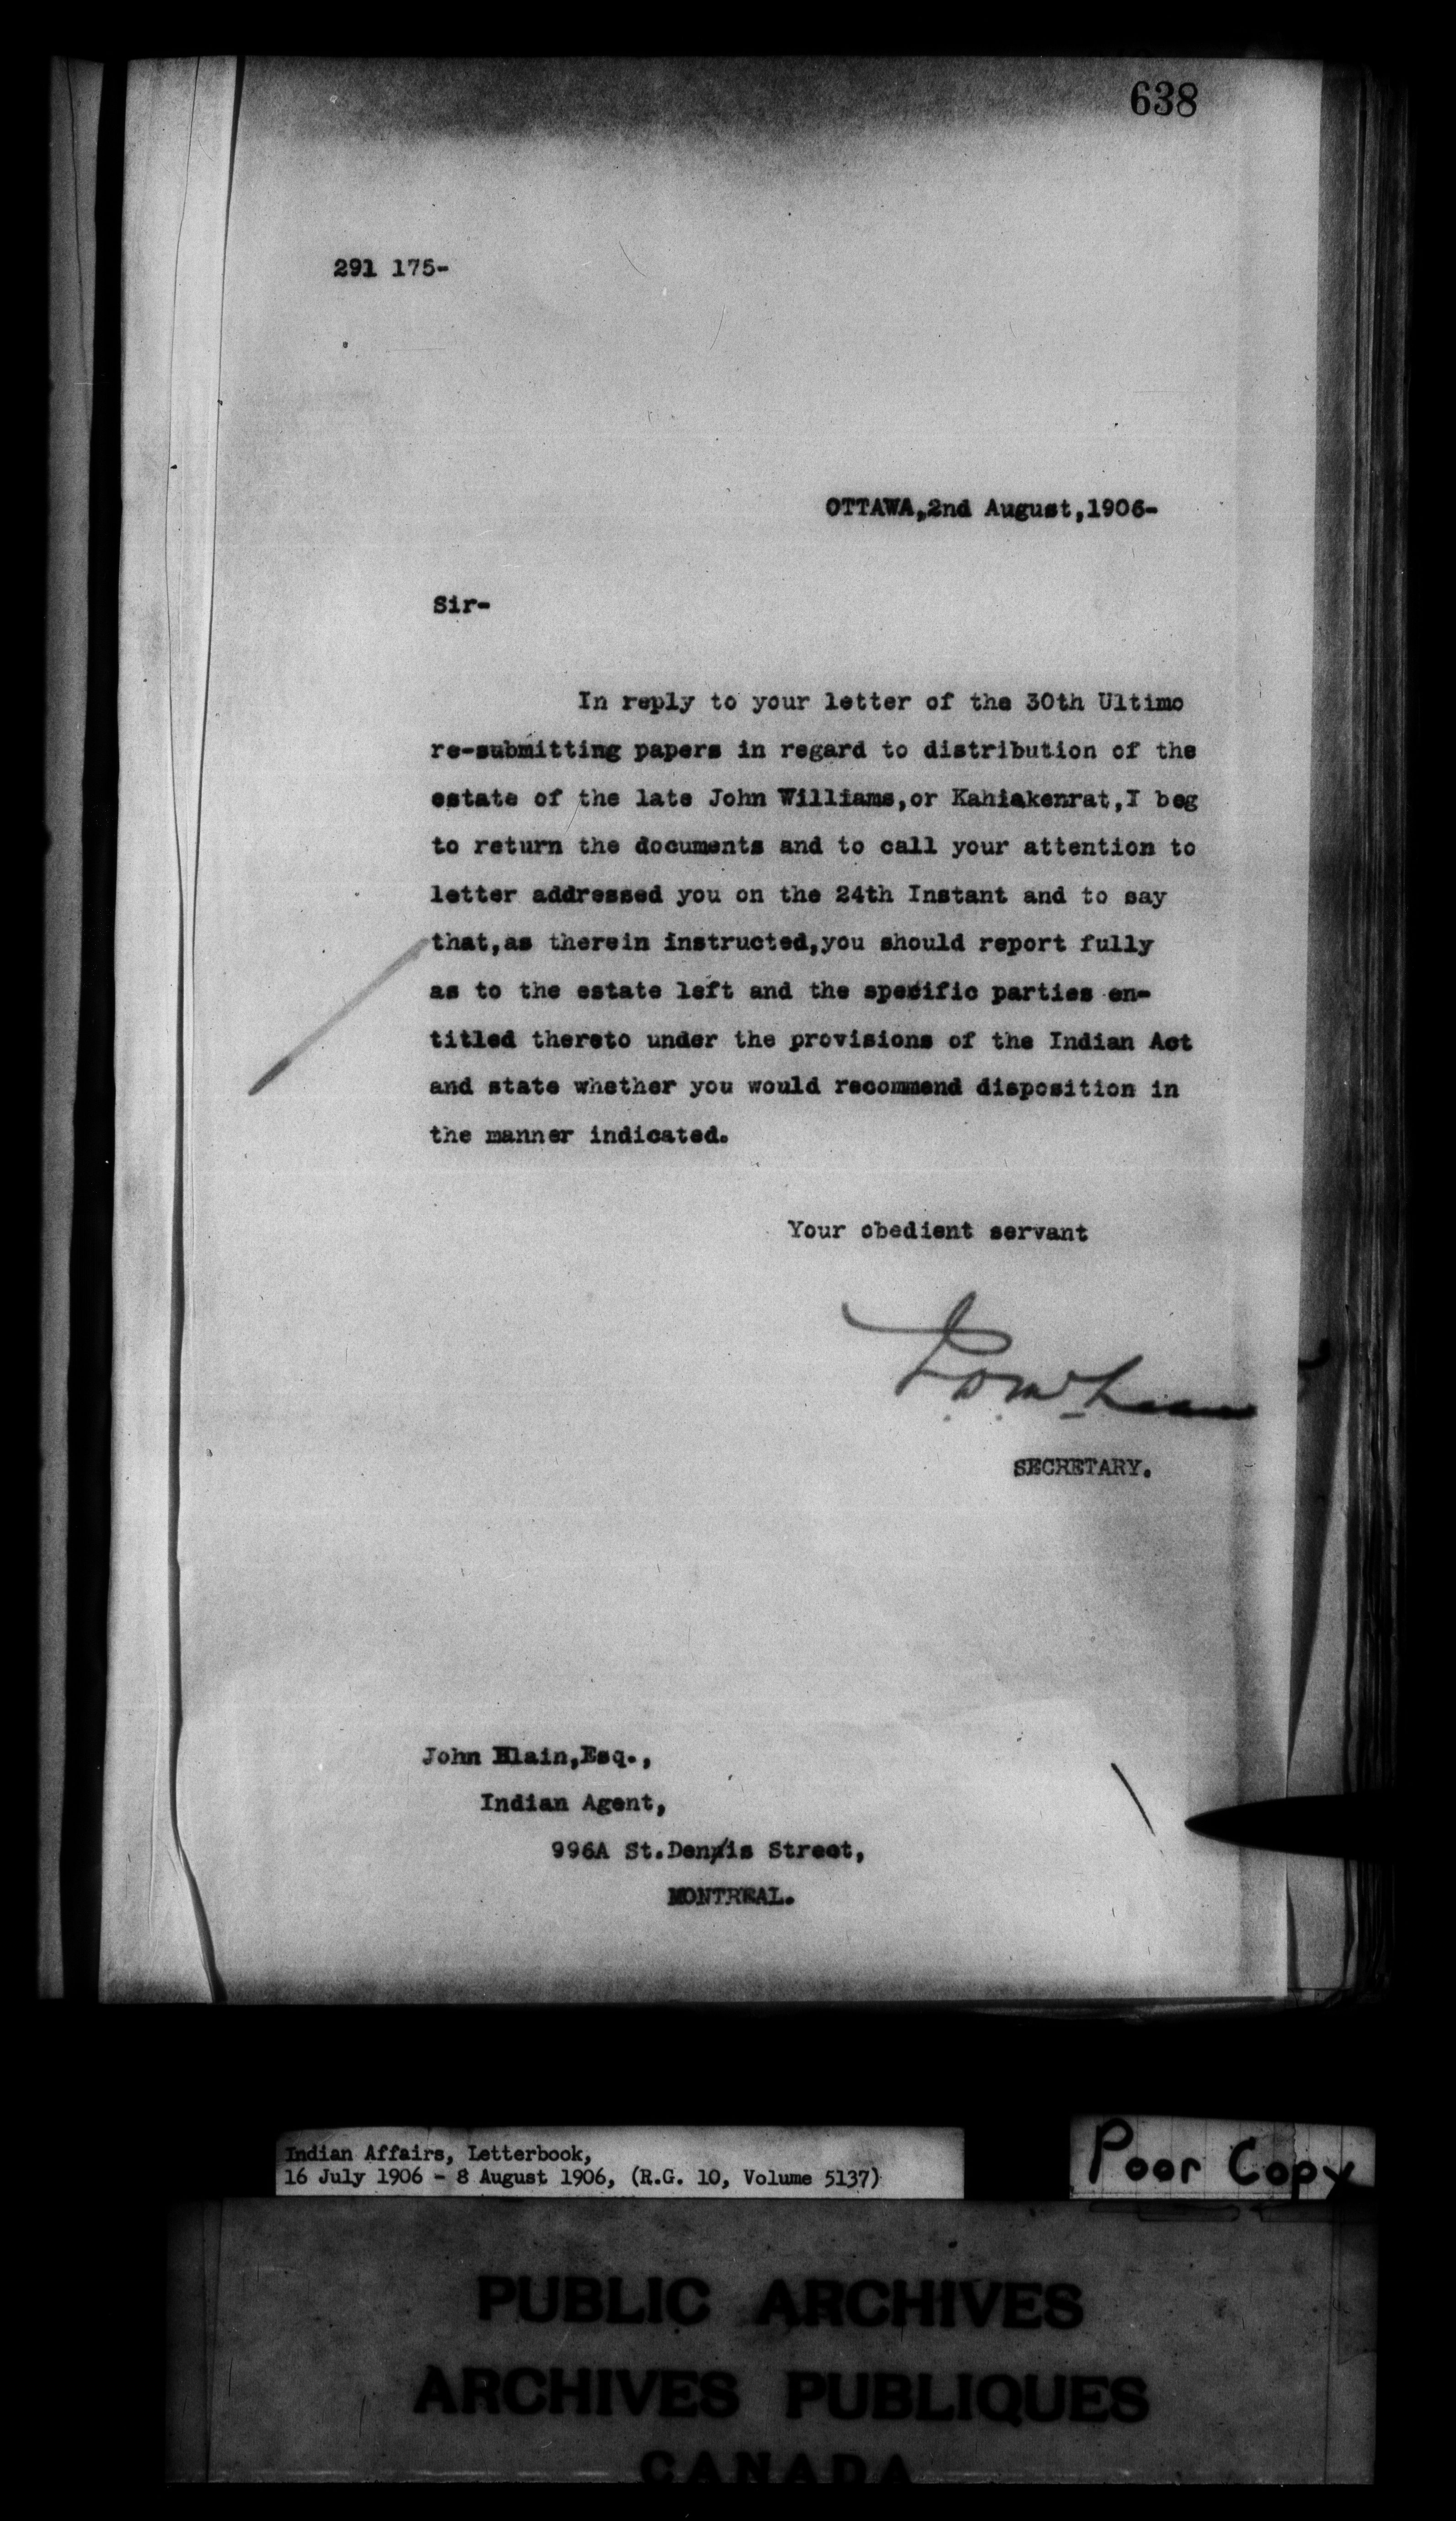 638
291 175-
OTTAWA,2nd August,1906-
Sir-
In reply to your letter of the 30th Ultimo
re-submitting papers in regard to distribution of the
estate of the late John Williams,or Kahiakenrat,I beg
to return the documents and to call your attention to
letter addressed you on the 24th Instant and to say
that,as therein instructed,you should report fully
as to the estate left and the specific parties en-
titled thereto under the provisions of the Indian Act
and state whether you would recommend disposition in
the manner indicated.
Your obedient servant
SECRETARY.
John Blain,Esq.,
Indian Agent,
996A St.Denis Street,
MONTREAL.
Indian Affairs, Letterbook,
16 July 1906 - 8 August 1906, (R.G. 10, Volume 5137)
Poor Copy
PUBLIC ARCHIVES
ARCHIVES PUBLIQUES
CANADA